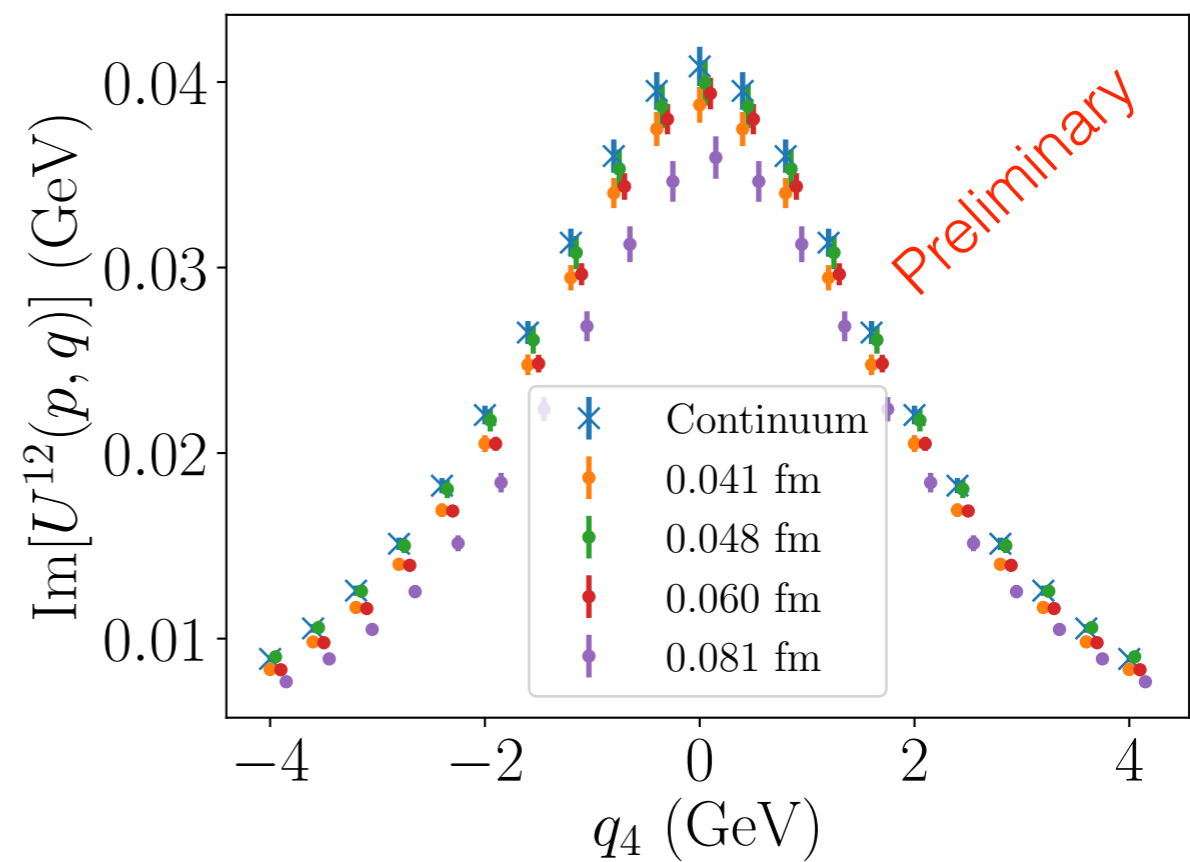 0.04
0.03
0.02
0.01
Im[U^{12}(p, q)] (GeV)
Preliminary
Continuum
0.041 fm
0.048 fm
0.060 fm
0.081 fm
−4 −2 0 2 4
q_4 (GeV)